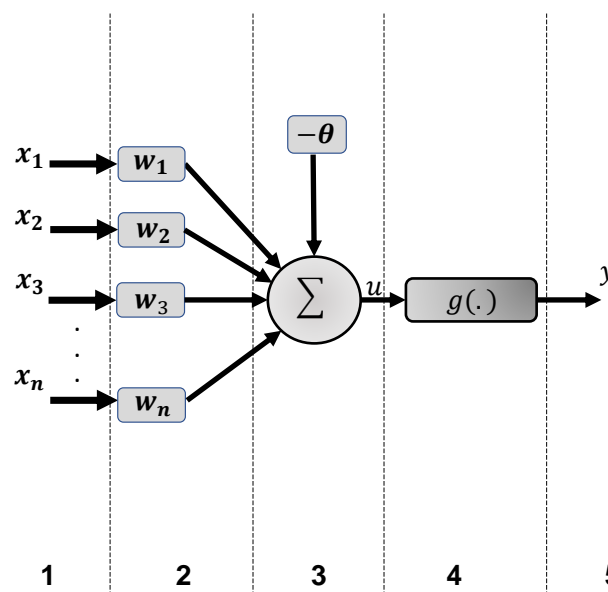 −θ
x₁ w₁
x₂ w₂
x₃ w₃
∑ u g(.) y
.
.
.
xₙ wₙ
1 2 3 4 5